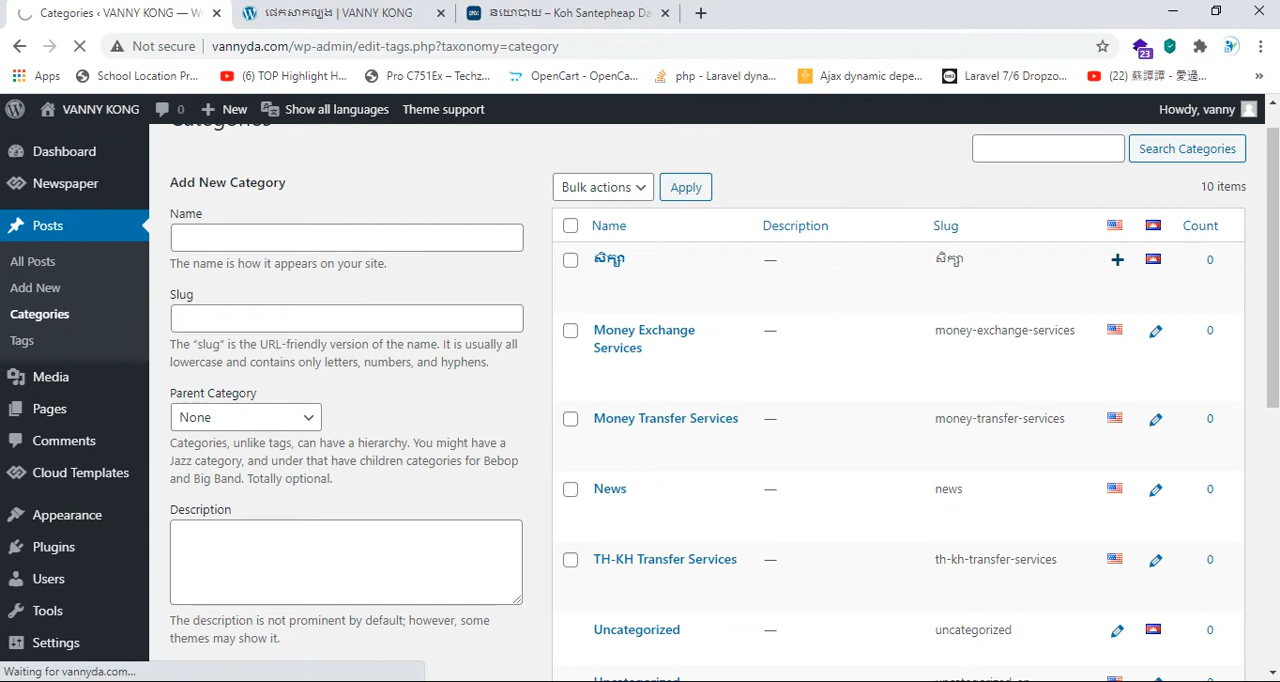 Categories ‹ VANNY KONG — Wo
ផេកសាកល្បង | VANNY KONG
នយោបាយ – Koh Santepheap Da
Not secure
vannyda.com/wp-admin/edit-tags.php?taxonomy=category
23
Apps
School Location Pr...
(6) TOP Highlight H...
Pro C751Ex – Techz...
OpenCart - OpenCa...
php - Laravel dyna...
Ajax dynamic depe...
Laravel 7/6 Dropzo...
(22) 蘇譚譚 - 愛過...
»
VANNY KONG
0
New
Show all languages
Theme support
Howdy, vanny
Dashboard
Newspaper
Posts
All Posts
Add New
Categories
Tags
Media
Pages
Comments
Cloud Templates
Appearance
Plugins
Users
Tools
Settings
Categories
Search Categories
Add New Category
Name
The name is how it appears on your site.
Slug
The “slug” is the URL-friendly version of the name. It is usually all
lowercase and contains only letters, numbers, and hyphens.
Parent Category
None
Categories, unlike tags, can have a hierarchy. You might have a
Jazz category, and under that have children categories for Bebop
and Big Band. Totally optional.
Description
The description is not prominent by default; however, some
themes may show it.
Bulk actions
Apply
10 items
Name Description Slug Count
សិក្សា — សិក្សា 0
Money Exchange — money-exchange-services 0
Services
Money Transfer Services — money-transfer-services 0
News — news 0
TH-KH Transfer Services — th-kh-transfer-services 0
Uncategorized — uncategorized 0
Waiting for vannyda.com...